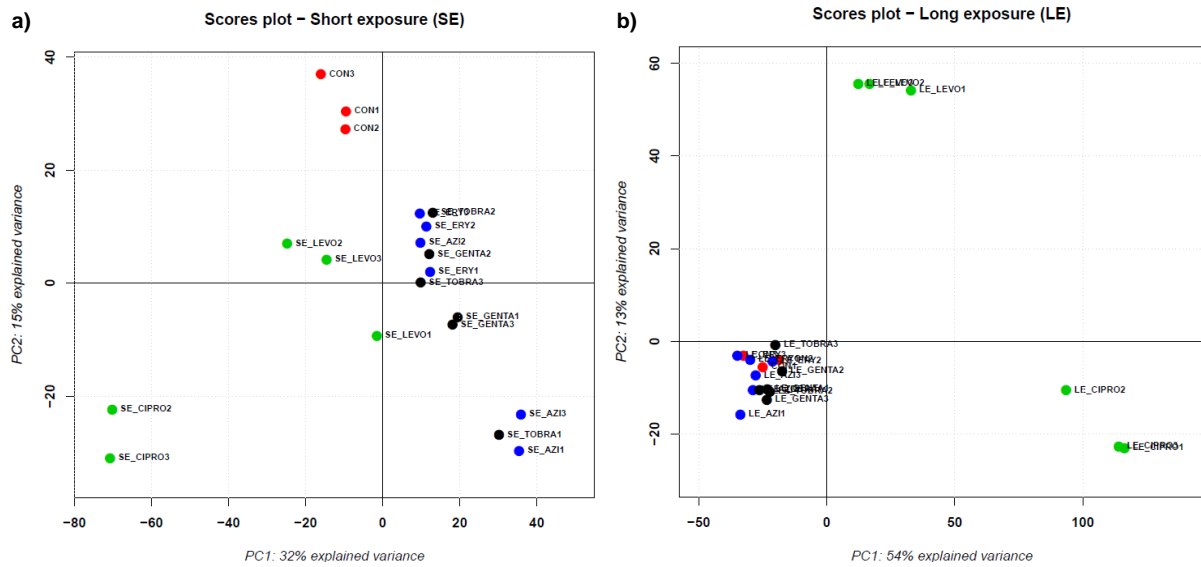 a)
Scores plot − Short exposure (SE)
PC2: 15% explained variance
40
20
0
−20
CON3
CON1
CON2
SE_TOBRA2
SE_ERY2
SE_LEVO2
SE_AZI2
SE_LEVO3
SE_GENTA2
SE_ERY1
SE_TOBRA3
SE_GENTA1
SE_GENTA3
SE_LEVO1
SE_CIPRO2
SE_AZI3
SE_TOBRA1
SE_CIPRO3
SE_AZI1
−80
−60
−40
−20
0
20
40
PC1: 32% explained variance
b)
Scores plot − Long exposure (LE)
PC2: 13% explained variance
60
40
20
0
−20
LE_LEVO1
LE_TOBRA3
LE_GENTA2
LE_AZI3
LE_GENTA3
LE_AZI1
LE_CIPRO2
LE_CIPRO1
−50
0
50
100
PC1: 54% explained variance